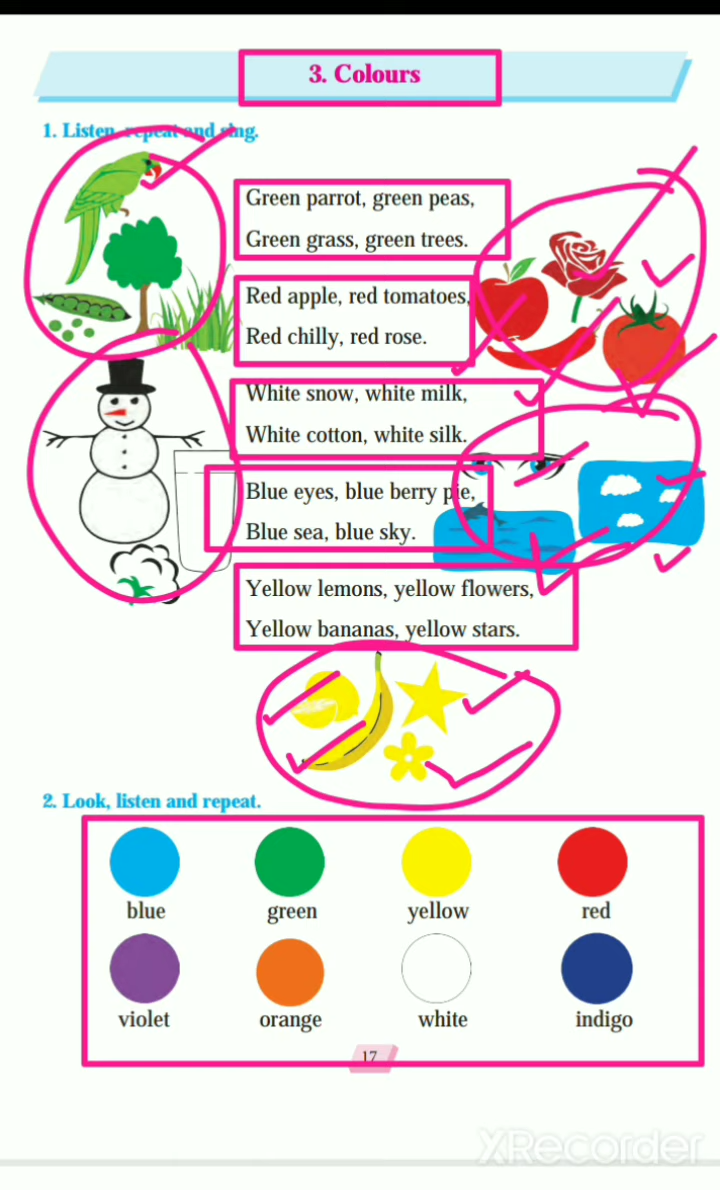 3. Colours
1. Listen, repeat and sing.
Green parrot, green peas,
Green grass, green trees.
Red apple, red tomatoes,
Red chilly, red rose.
White snow, white milk,
White cotton, white silk.
Blue eyes, blue berry pie,
Blue sea, blue sky.
Yellow lemons, yellow flowers,
Yellow bananas, yellow stars.
2. Look, listen and repeat.
blue green yellow red
violet orange white indigo
17
XRecorder